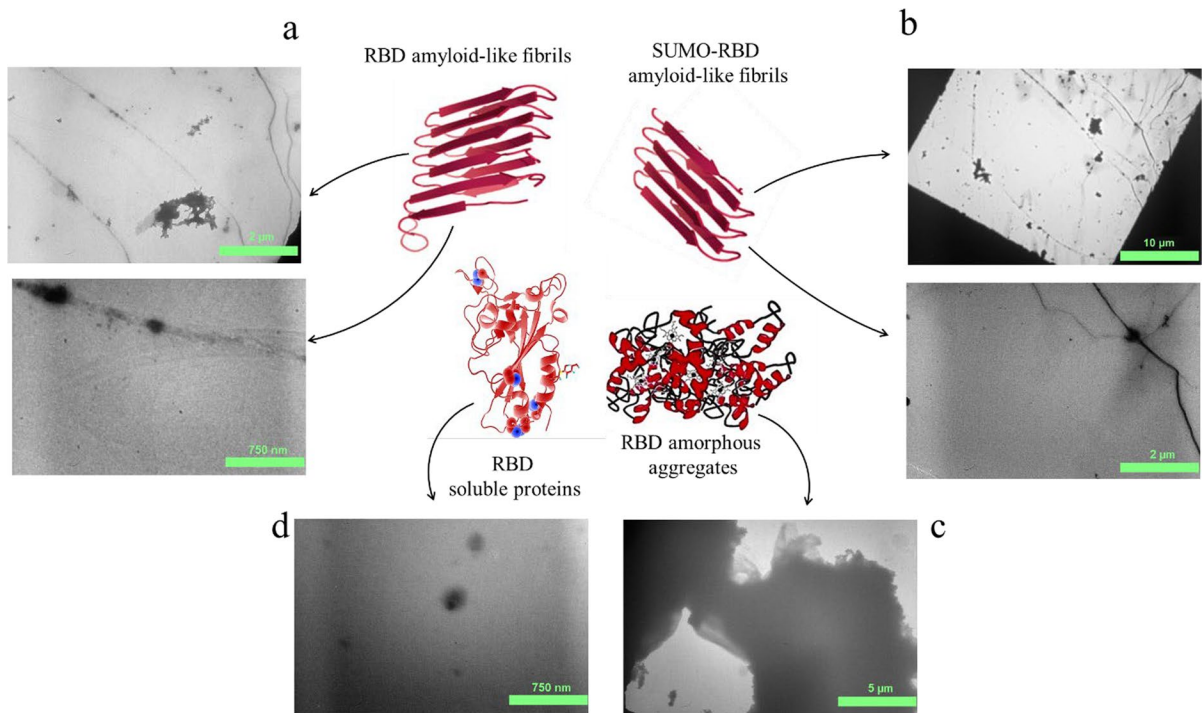 a
b
RBD amyloid-like fibrils
SUMO-RBD
amyloid-like fibrils
2 µm
10 µm
750 nm
2 µm
RBD
soluble proteins
RBD amorphous
aggregates
d
c
750 nm
5 µm